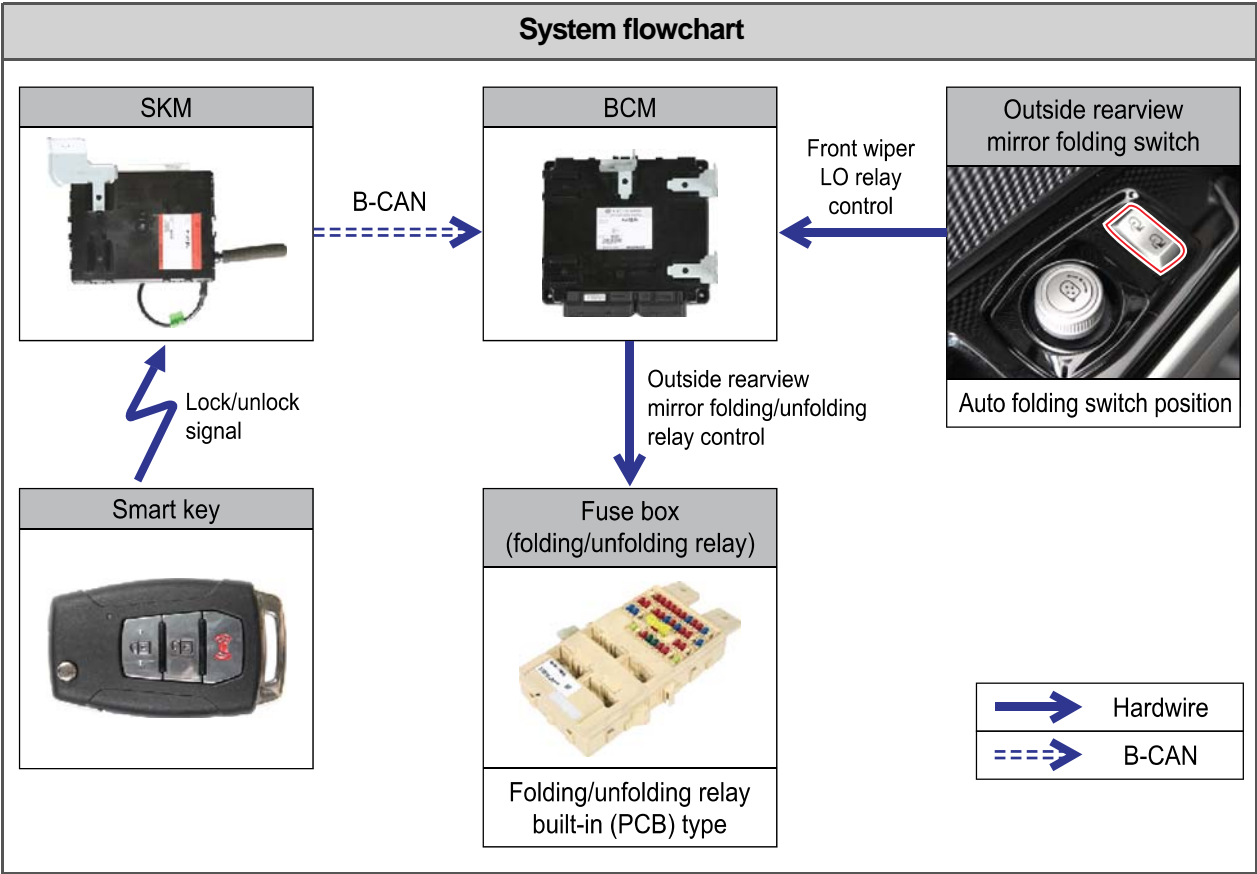 System flowchart
SKM
BCM
Outside rearview
mirror folding switch
B-CAN
Front wiper
LO relay
control
Auto folding switch position
Lock/unlock
signal
Outside rearview
mirror folding/unfolding
relay control
Smart key
Fuse box
(folding/unfolding relay)
Folding/unfolding relay
built-in (PCB) type
Hardwire
B-CAN